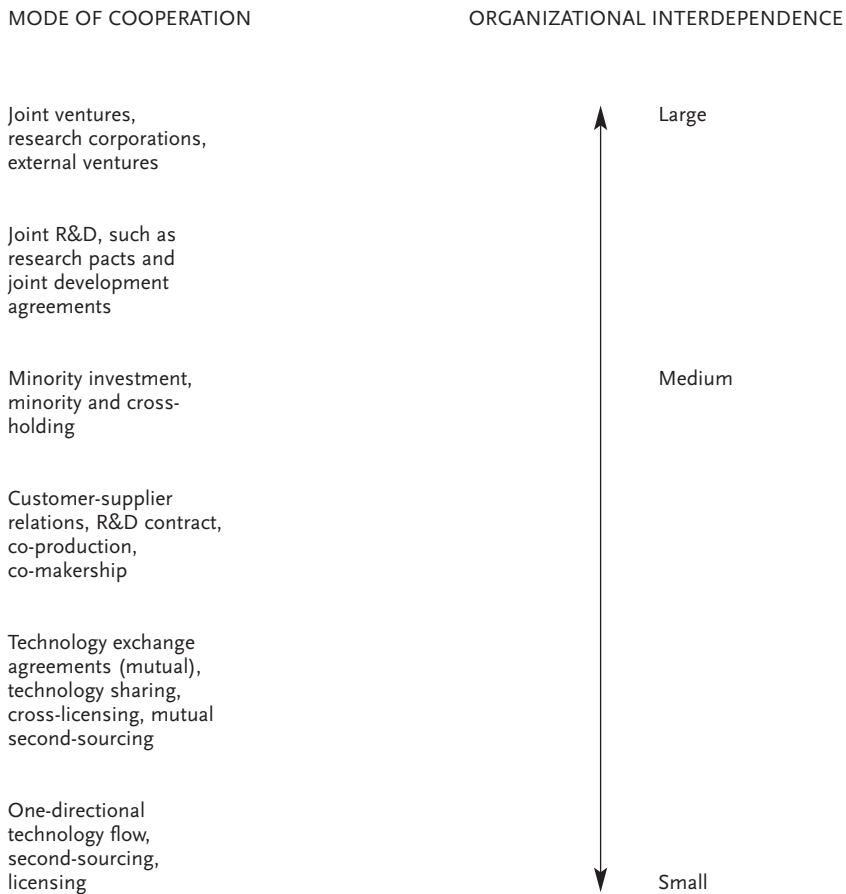 MODE OF COOPERATION
ORGANIZATIONAL INTERDEPENDENCE
Joint ventures,
research corporations,
external ventures
Large
Joint R&D, such as
research pacts and
joint development
agreements
Minority investment,
minority and cross-
holding
Medium
Customer-supplier
relations, R&D contract,
co-production,
co-makership
Technology exchange
agreements (mutual),
technology sharing,
cross-licensing, mutual
second-sourcing
One-directional
technology flow,
second-sourcing,
licensing
Small